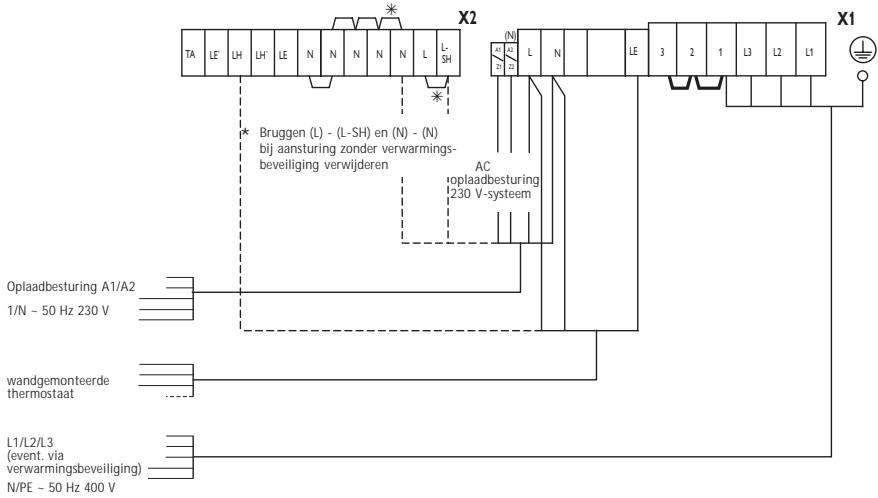 X2
X1
TA LE' LH LH' LE N N N N N L L-SH
(N)
A1 Z1 A2 Z2 L N LE 3 2 1 L3 L2 L1
* Bruggen (L) - (L-SH) en (N) - (N)
bij aansturing zonder verwarmings-
beveiliging verwijderen
AC
oplaadbesturing
230 V-systeem
Oplaadbesturing A1/A2
1/N ~ 50 Hz 230 V
wandgemonteerde
thermostaat
L1/L2/L3
(event. via
verwarmingsbeveiliging)
N/PE ~ 50 Hz 400 V